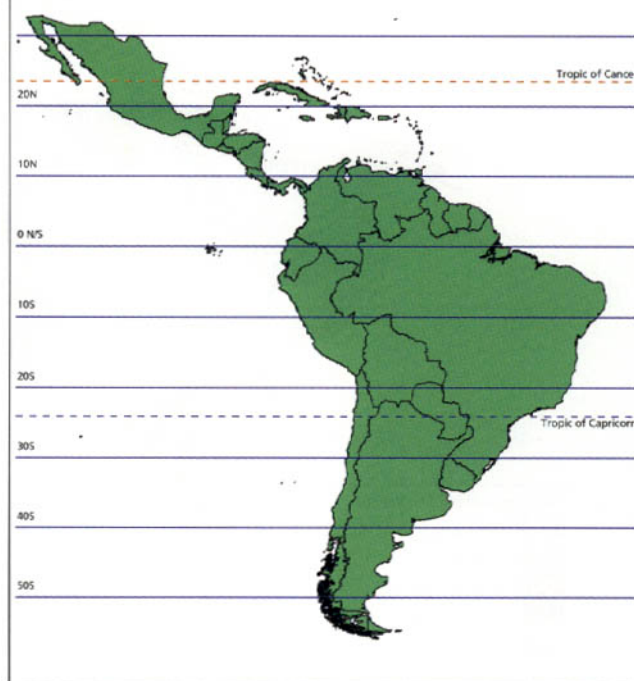 Tropic of Cance
20N
10N
0 N/S
10S
20S
Tropic of Capricorn
30S
40S
50S